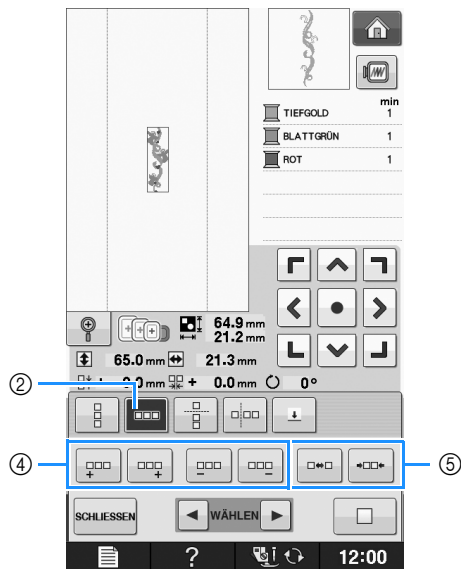 min
TIEFGOLD 1
BLATTGRÜN 1
ROT 1
64.9 mm
21.2 mm
65.0 mm 21.3 mm
+ 0.0 mm + 0.0 mm 0°
②
④
⑤
SCHLIESSEN WÄHLEN
? 12:00